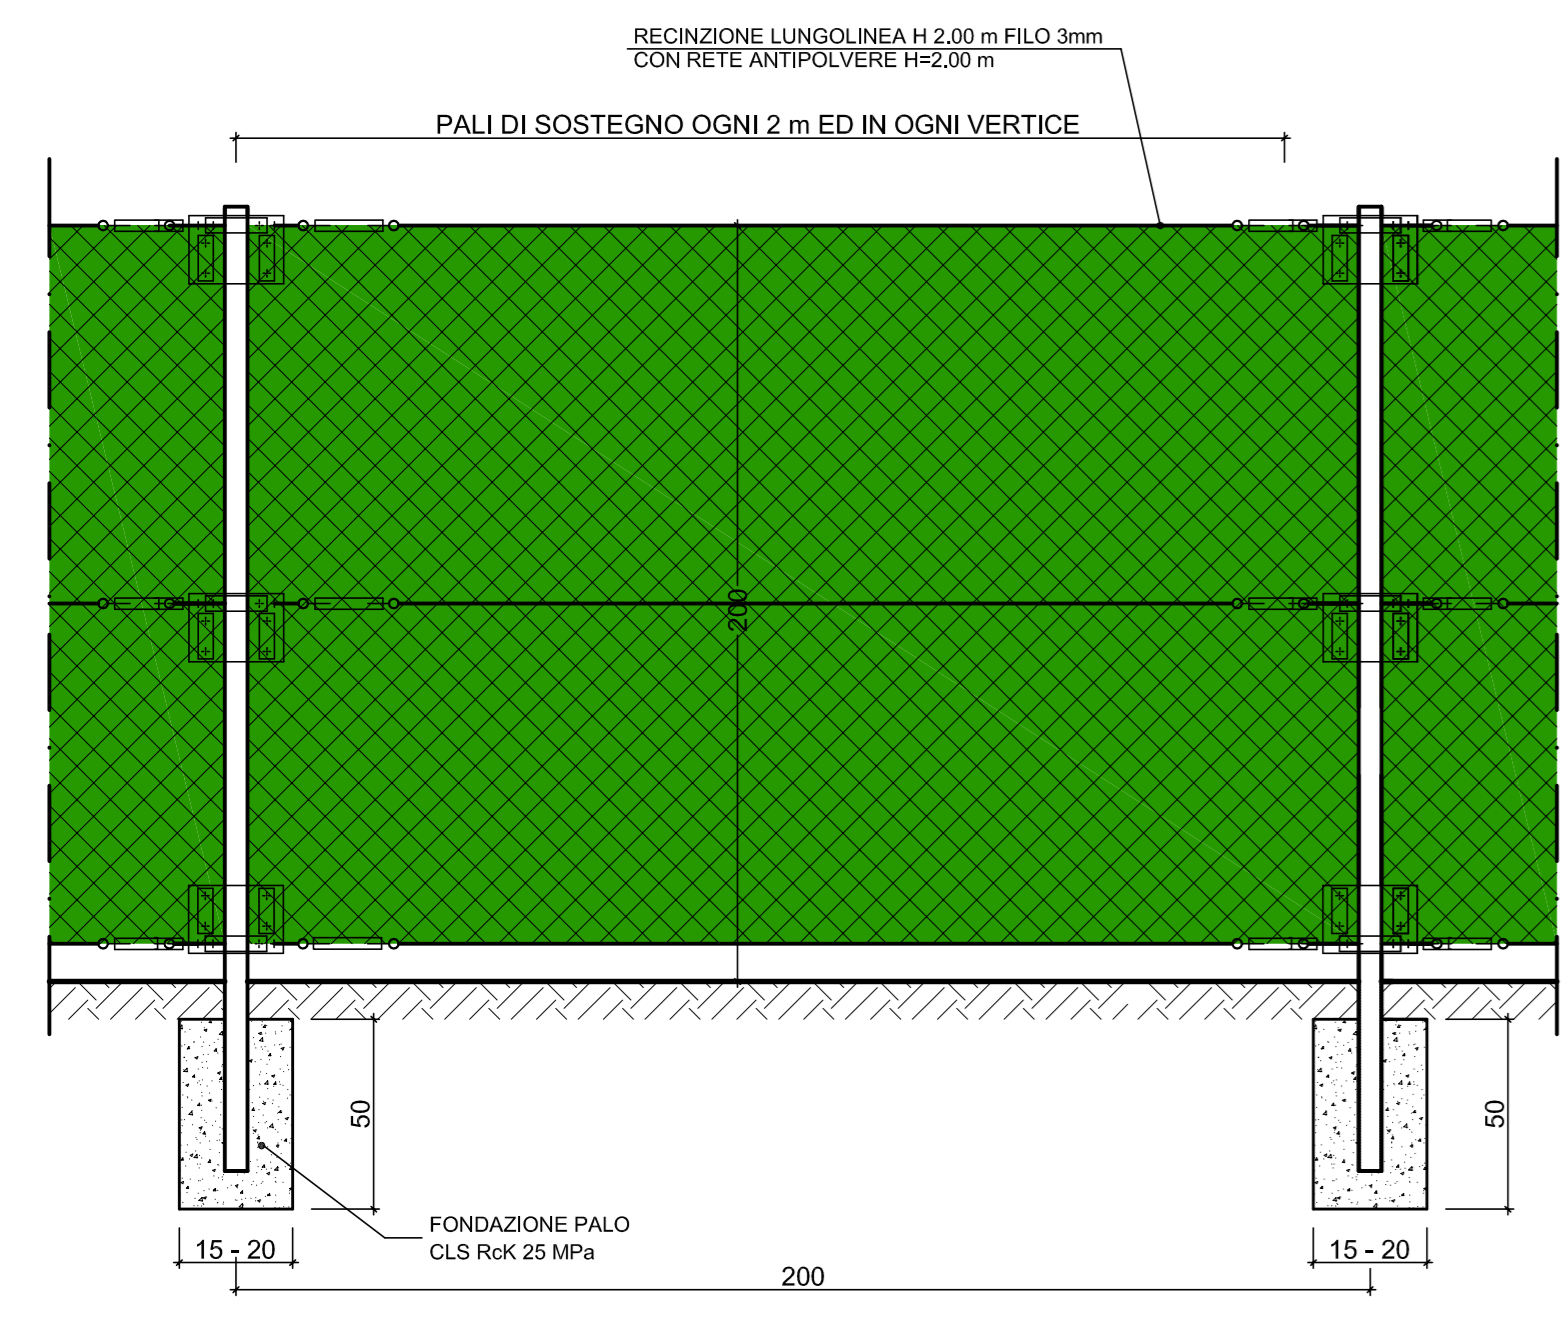 RECINZIONE LUNGOLINEA H 2.00 m FILO 3mm
CON RETE ANTIPOLVERE H=2.00 m
PALI DI SOSTEGNO OGNI 2 m ED IN OGNI VERTICE
200
50
50
FONDAZIONE PALO
CLS RcK 25 MPa
15 - 20
15 - 20
200